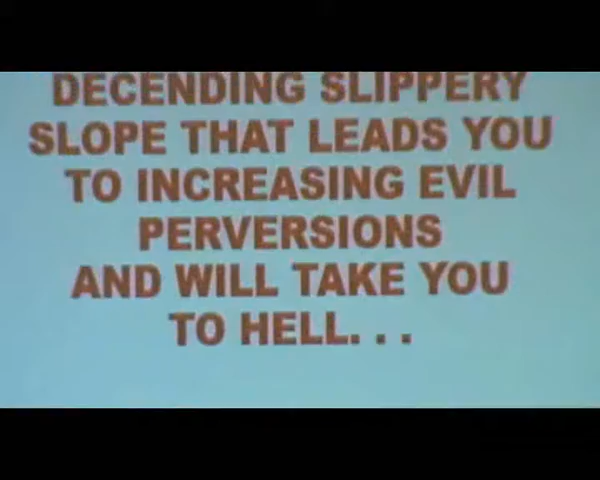 DECENDING SLIPPERY
SLOPE THAT LEADS YOU
TO INCREASING EVIL
PERVERSIONS
AND WILL TAKE YOU
TO HELL. . .